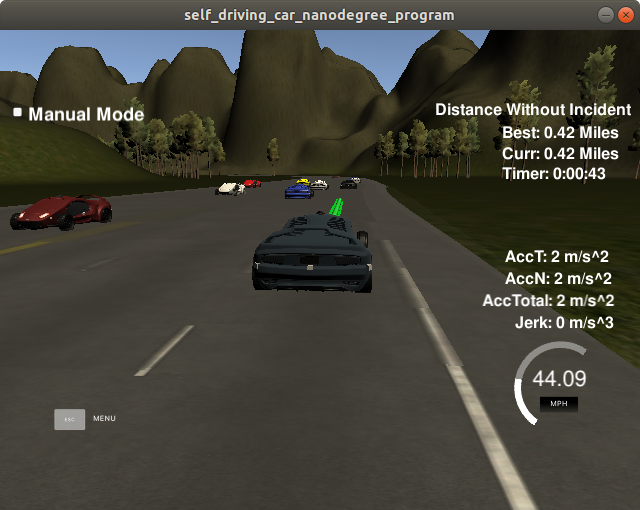 self_driving_car_nanodegree_program
Manual Mode
Distance Without Incident
Best: 0.42 Miles
Curr: 0.42 Miles
Timer: 0:00:43
AccT: 2 m/s^2
AccN: 2 m/s^2
AccTotal: 2 m/s^2
Jerk: 0 m/s^3
44.09
MPH
ESC MENU